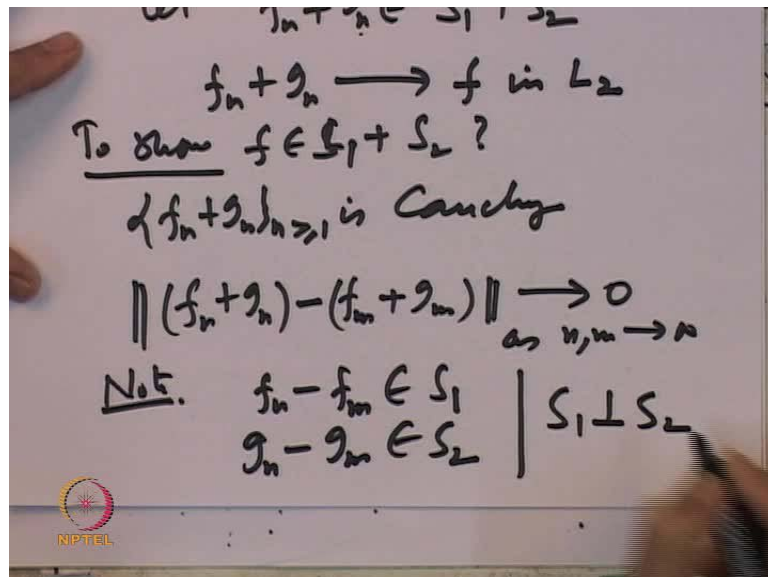 fₙ + gₙ ⟶ f in L₂
To show f ∈ S₁ + S₂ ?
{fₙ + gₙ}ₙ≥₁ is Cauchy
‖(fₙ + gₙ) − (fₘ + gₘ)‖ ⟶ 0
as n, m → ∞
Note. fₙ − fₘ ∈ S₁
gₙ − gₘ ∈ S₂ | S₁ ⊥ S₂
NPTEL